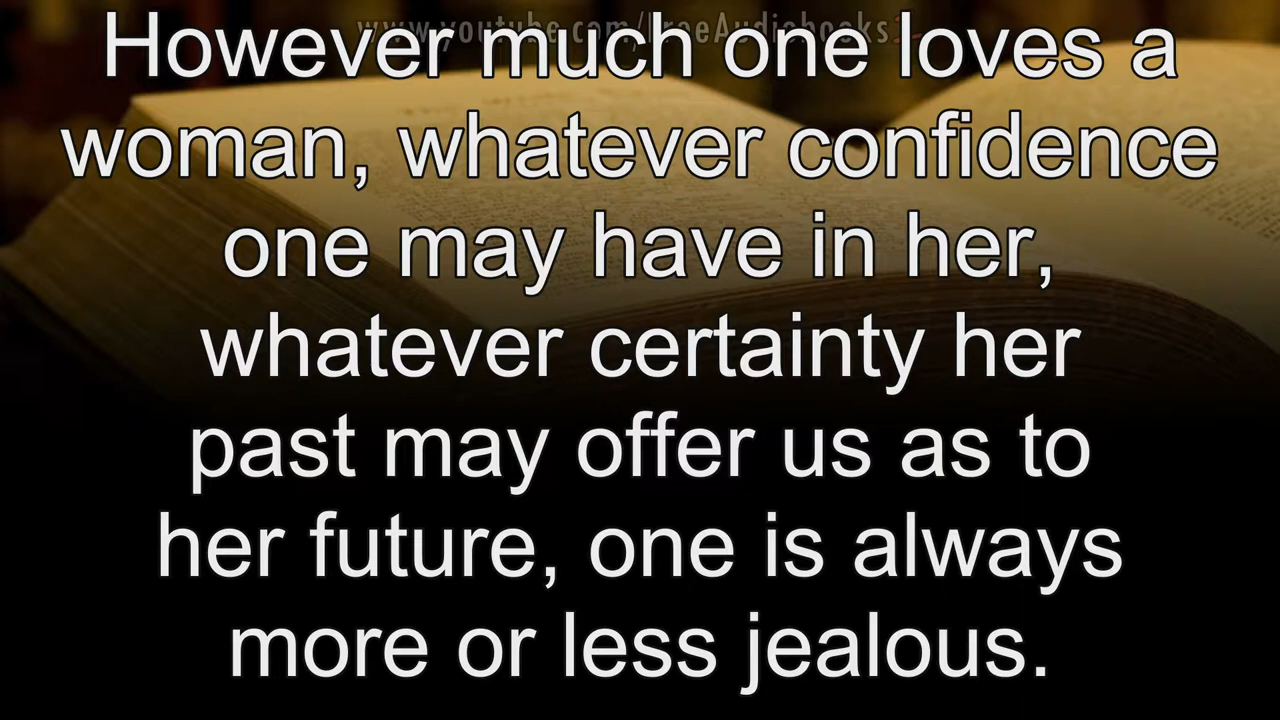 www.youtube.com/FreeAudiobooks
However much one loves a
woman, whatever confidence
one may have in her,
whatever certainty her
past may offer us as to
her future, one is always
more or less jealous.